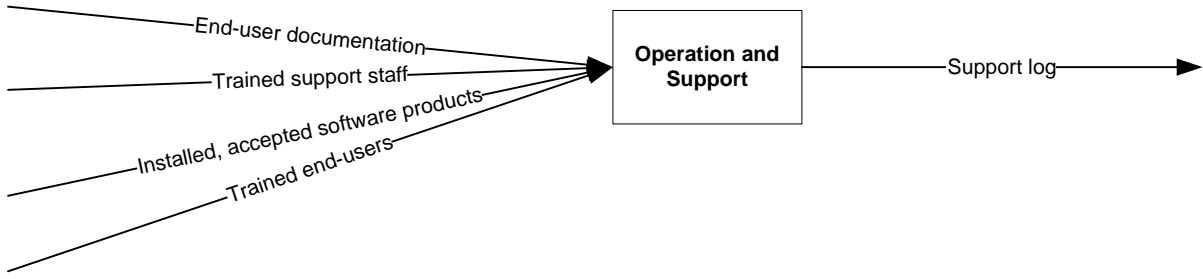 End-user documentation
Trained support staff
Installed, accepted software products
Trained end-users
Operation and
Support
Support log